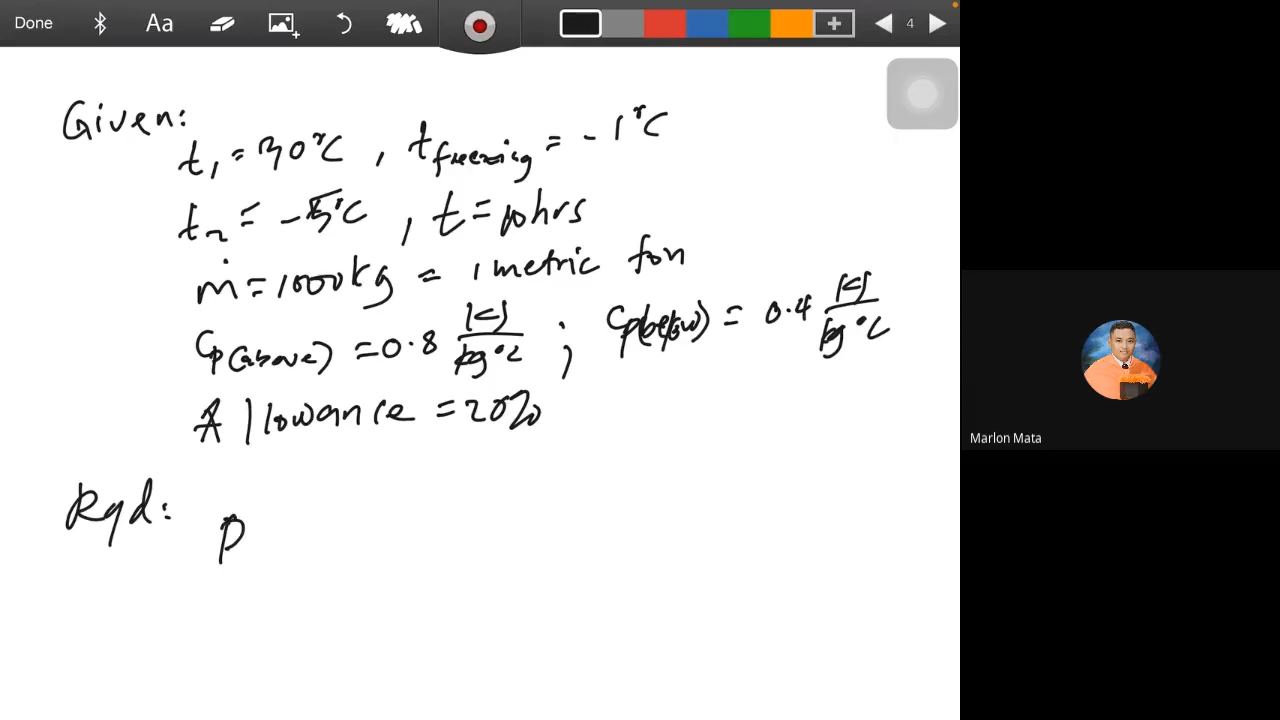 Done Aa 4
Given:
t₁ = 30°C , t freezing = -1°C
t₂ = -5°C , t = 10hrs
ṁ = 1000kg = 1 metric ton
Cp(above) = 0.8 KJ/kg°C ; Cp(below) = 0.4 KJ/kg°C
Allowance = 20%
Rqd: P
Marlon Mata